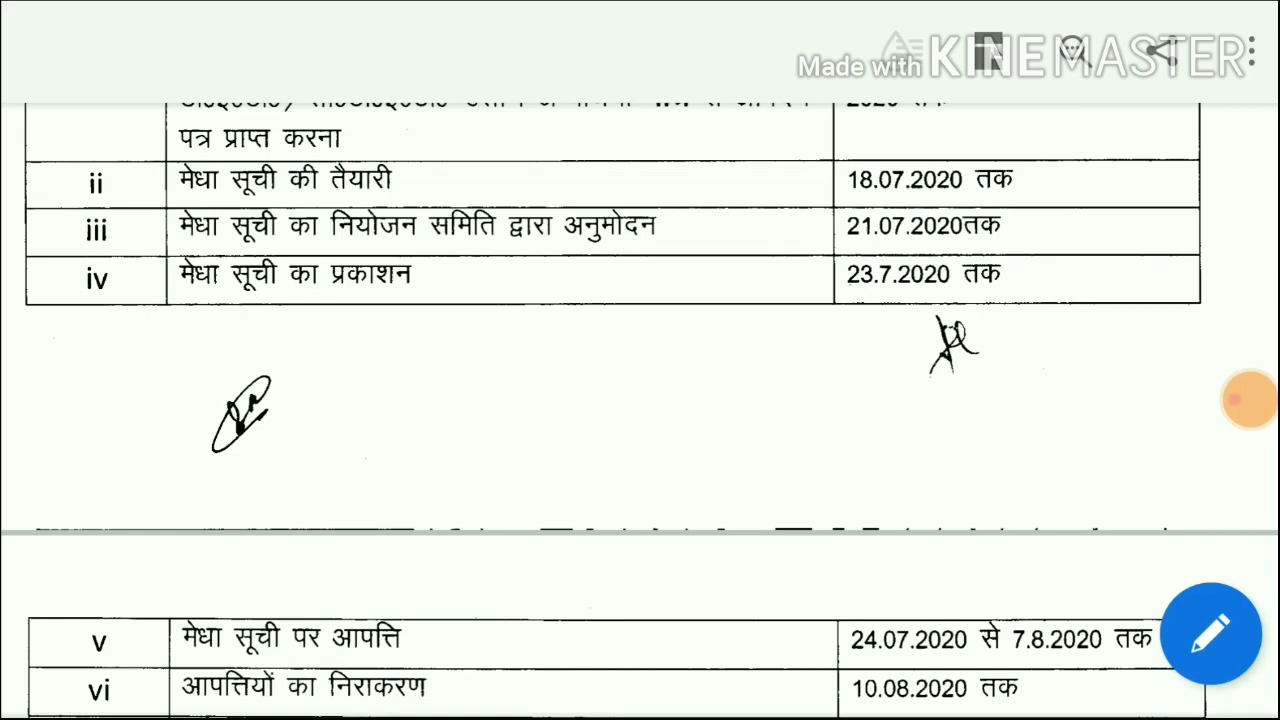 Made with KINEMASTER
पत्र प्राप्त करना
ii मेधा सूची की तैयारी 18.07.2020 तक
iii मेधा सूची का नियोजन समिति द्वारा अनुमोदन 21.07.2020तक
iv मेधा सूची का प्रकाशन 23.7.2020 तक
v मेधा सूची पर आपत्ति 24.07.2020 से 7.8.2020 तक
vi आपत्तियों का निराकरण 10.08.2020 तक